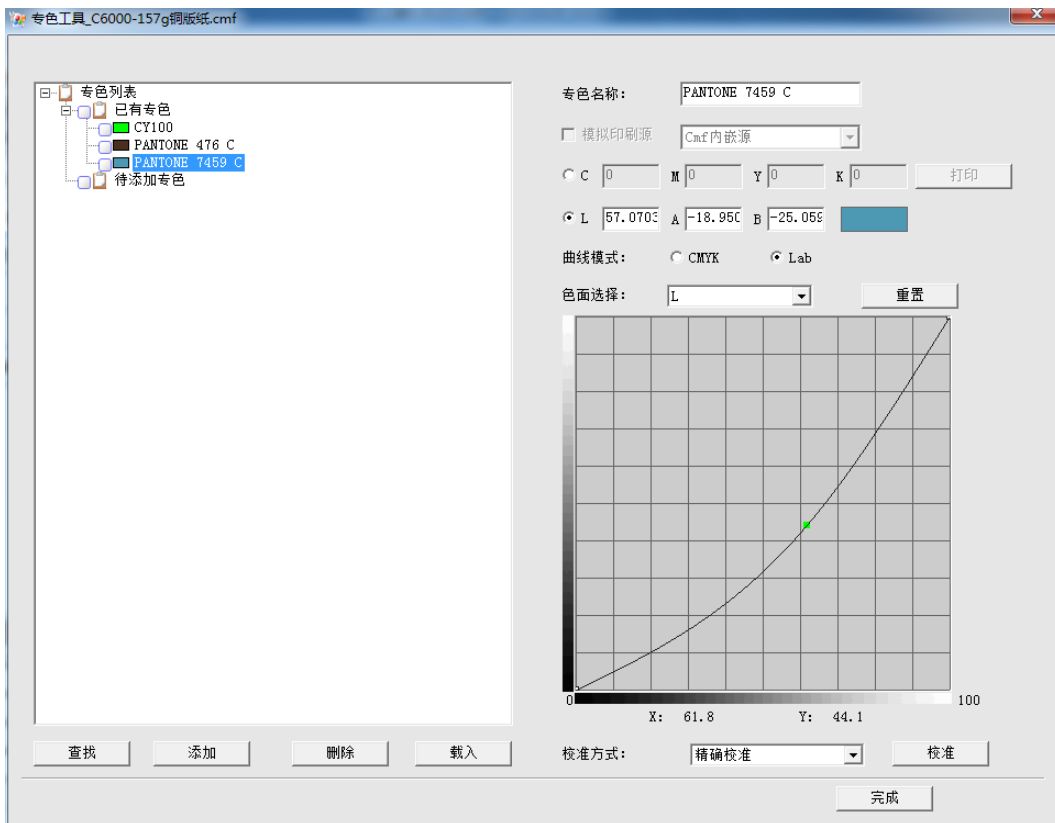 专色工具_C6000-157g铜版纸.cmf
专色列表
已有专色
CY100
PANTONE 476 C
PANTONE 7459 C
待添加专色
查找 添加 删除 载入
专色名称： PANTONE 7459 C
模拟印刷源 Cmf内嵌源
C 0 M 0 Y 0 K 0 打印
L 57.0703 A -18.950 B -25.059
曲线模式： CMYK Lab
色面选择： L 重置
0 100
X: 61.8 Y: 44.1
校准方式： 精确校准 校准
完成